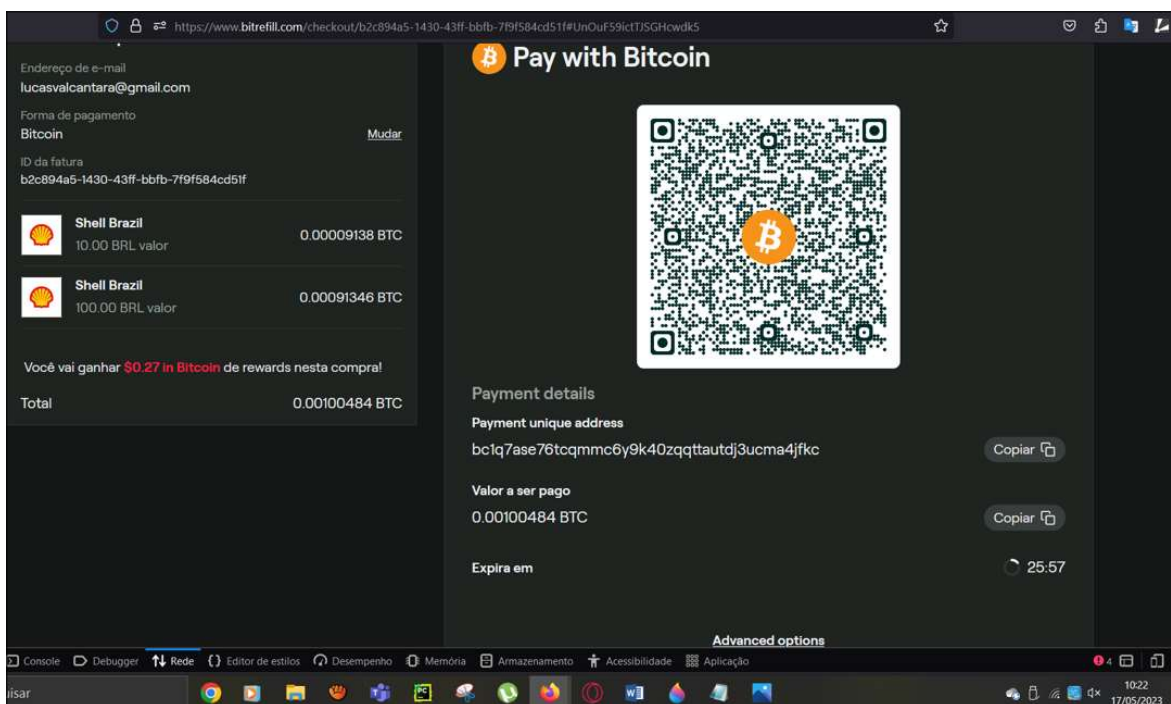 https://www.bitrefill.com/checkout/b2c894a5-1430-43ff-bbfb-7f9f584cd51f#UnOuF59ictTJSGHcwdk5
Endereço de e-mail
lucasvalcantara@gmail.com
Forma de pagamento
Bitcoin
Mudar
ID da fatura
b2c894a5-1430-43ff-bbfb-7f9f584cd51f
Shell Brazil
10.00 BRL valor
0.00009138 BTC
Shell Brazil
100.00 BRL valor
0.00091346 BTC
Você vai ganhar $0.27 in Bitcoin de rewards nesta compra!
Total
0.00100484 BTC
Pay with Bitcoin
Payment details
Payment unique address
bc1q7ase76tcqmmc6y9k40zqqttautdj3ucma4jfkc
Copiar
Valor a ser pago
0.00100484 BTC
Copiar
Expira em
25:57
Advanced options
Console Debugger Rede Editor de estilos Desempenho Memória Armazenamento Acessibilidade Aplicação
4
isar
10:22
17/05/2023